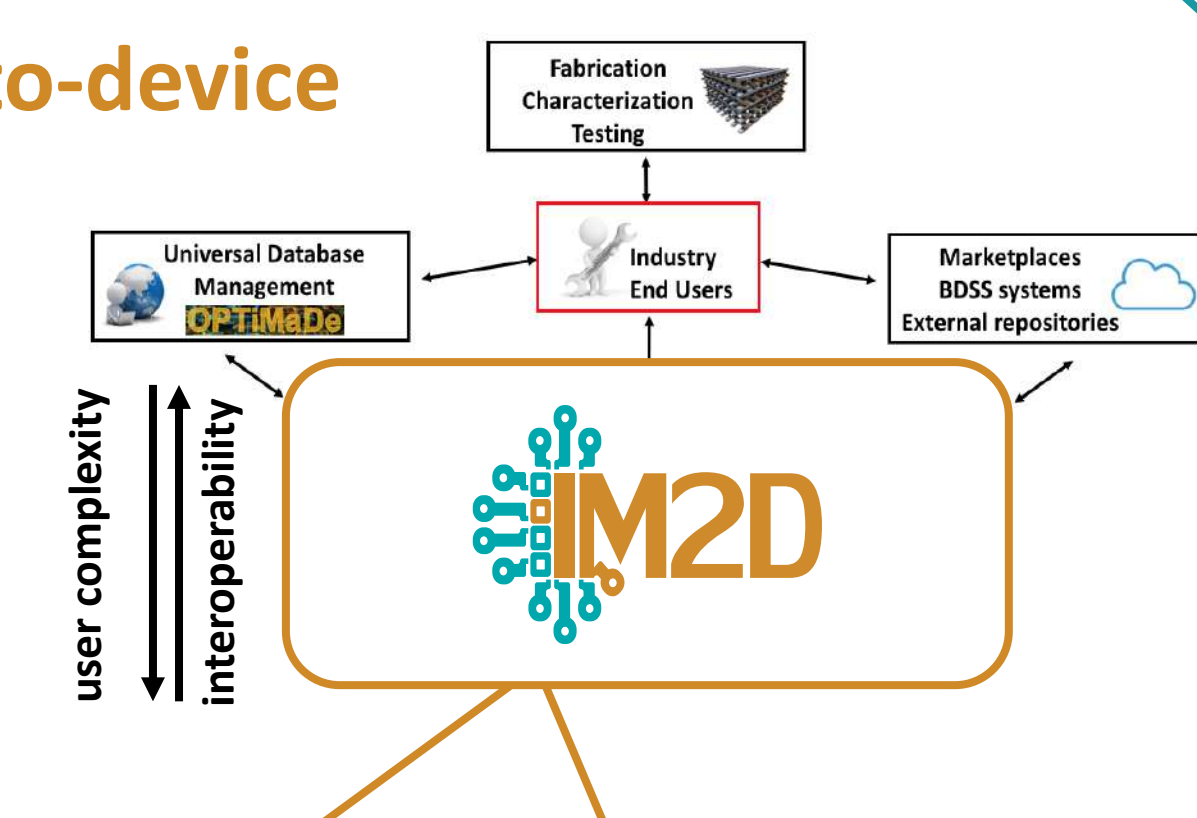 to-device
Fabrication
Characterization
Testing
Universal Database
Management
OPTiMaDe
Industry
End Users
Marketplaces
BDSS systems
External repositories
user complexity
interoperability
IM2D